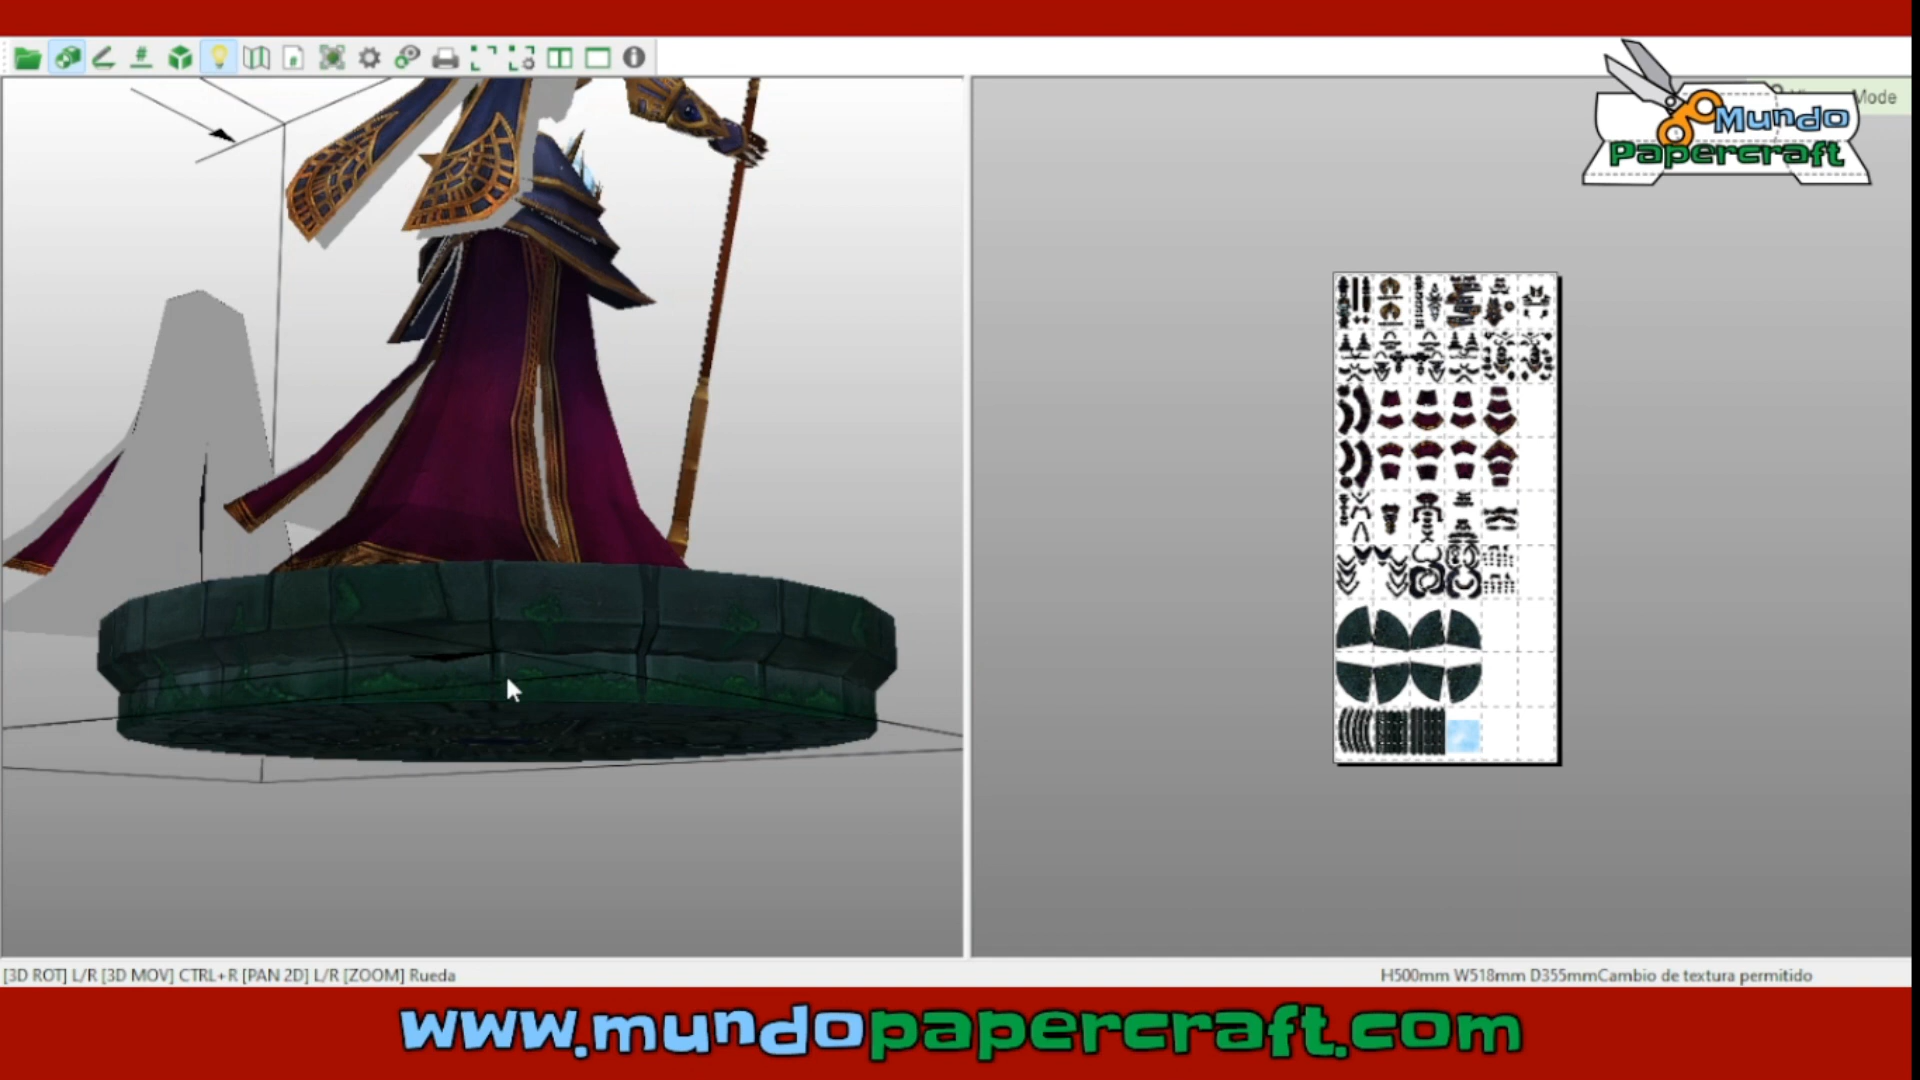 Mundo
Papercraft
Mode
[3D ROT] L/R [3D MOV] CTRL+R [PAN 2D] L/R [ZOOM] Rueda
H500mm W518mm D355mmCambio de textura permitido
www.mundopapercraft.com